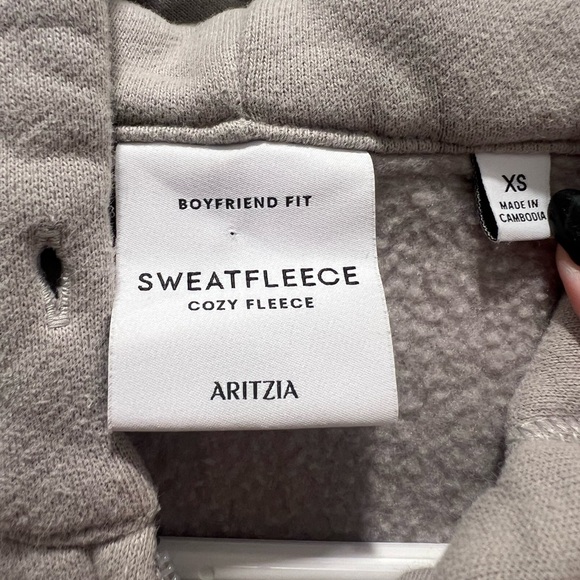 BOYFRIEND FIT
SWEATFLEECE
COZY FLEECE
ARITZIA
XS
MADE IN
CAMBODIA